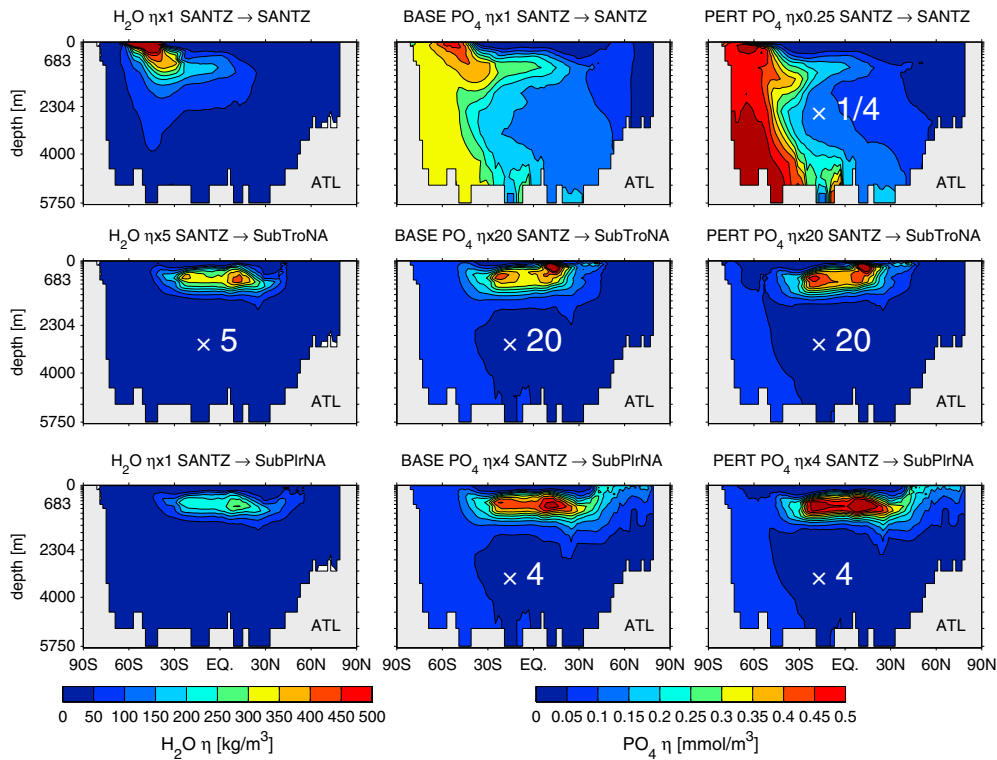 H₂O ηx1 SANTZ → SANTZ
BASE PO₄ ηx1 SANTZ → SANTZ
PERT PO₄ ηx0.25 SANTZ → SANTZ
depth [m]
0
683
2304
4000
5750
ATL
ATL
× 1/4
ATL
H₂O ηx5 SANTZ → SubTroNA
BASE PO₄ ηx20 SANTZ → SubTroNA
PERT PO₄ ηx20 SANTZ → SubTroNA
depth [m]
0
683
2304
4000
5750
× 5
ATL
× 20
ATL
× 20
ATL
H₂O ηx1 SANTZ → SubPlrNA
BASE PO₄ ηx4 SANTZ → SubPlrNA
PERT PO₄ ηx4 SANTZ → SubPlrNA
depth [m]
0
683
2304
4000
5750
ATL
× 4
ATL
× 4
ATL
90S 60S 30S EQ. 30N 90N
90S 60S 30S EQ. 30N 90N
90S 60S 30S EQ. 30N 60N 90N
0 50 100 150 200 250 300 350 400 450 500
H₂O η [kg/m³]
0 0.05 0.1 0.15 0.2 0.25 0.3 0.35 0.4 0.45 0.5
PO₄ η [mmol/m³]